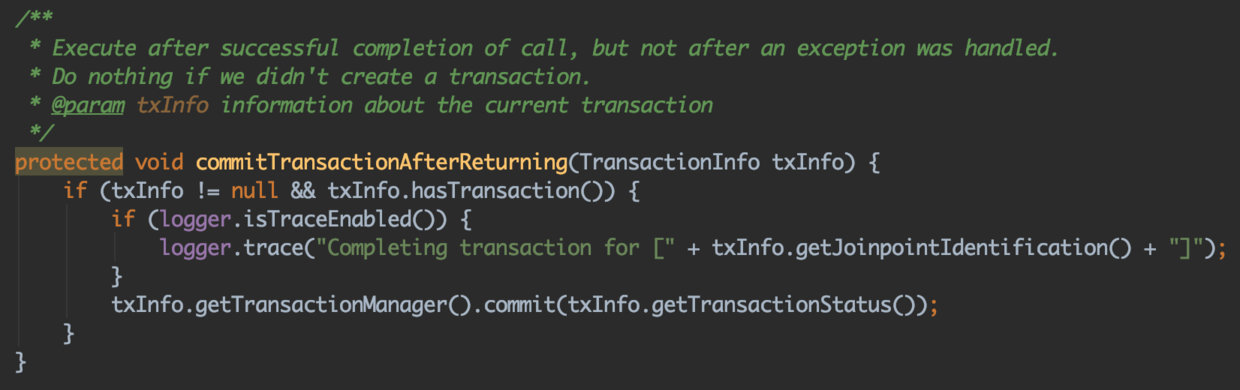 /**
 * Execute after successful completion of call, but not after an exception was handled.
 * Do nothing if we didn't create a transaction.
 * @param txInfo information about the current transaction
 */
protected void commitTransactionAfterReturning(TransactionInfo txInfo) {
    if (txInfo != null && txInfo.hasTransaction()) {
        if (logger.isTraceEnabled()) {
            logger.trace("Completing transaction for [" + txInfo.getJoinpointIdentification() + "]");
        }
        txInfo.getTransactionManager().commit(txInfo.getTransactionStatus());
    }
}